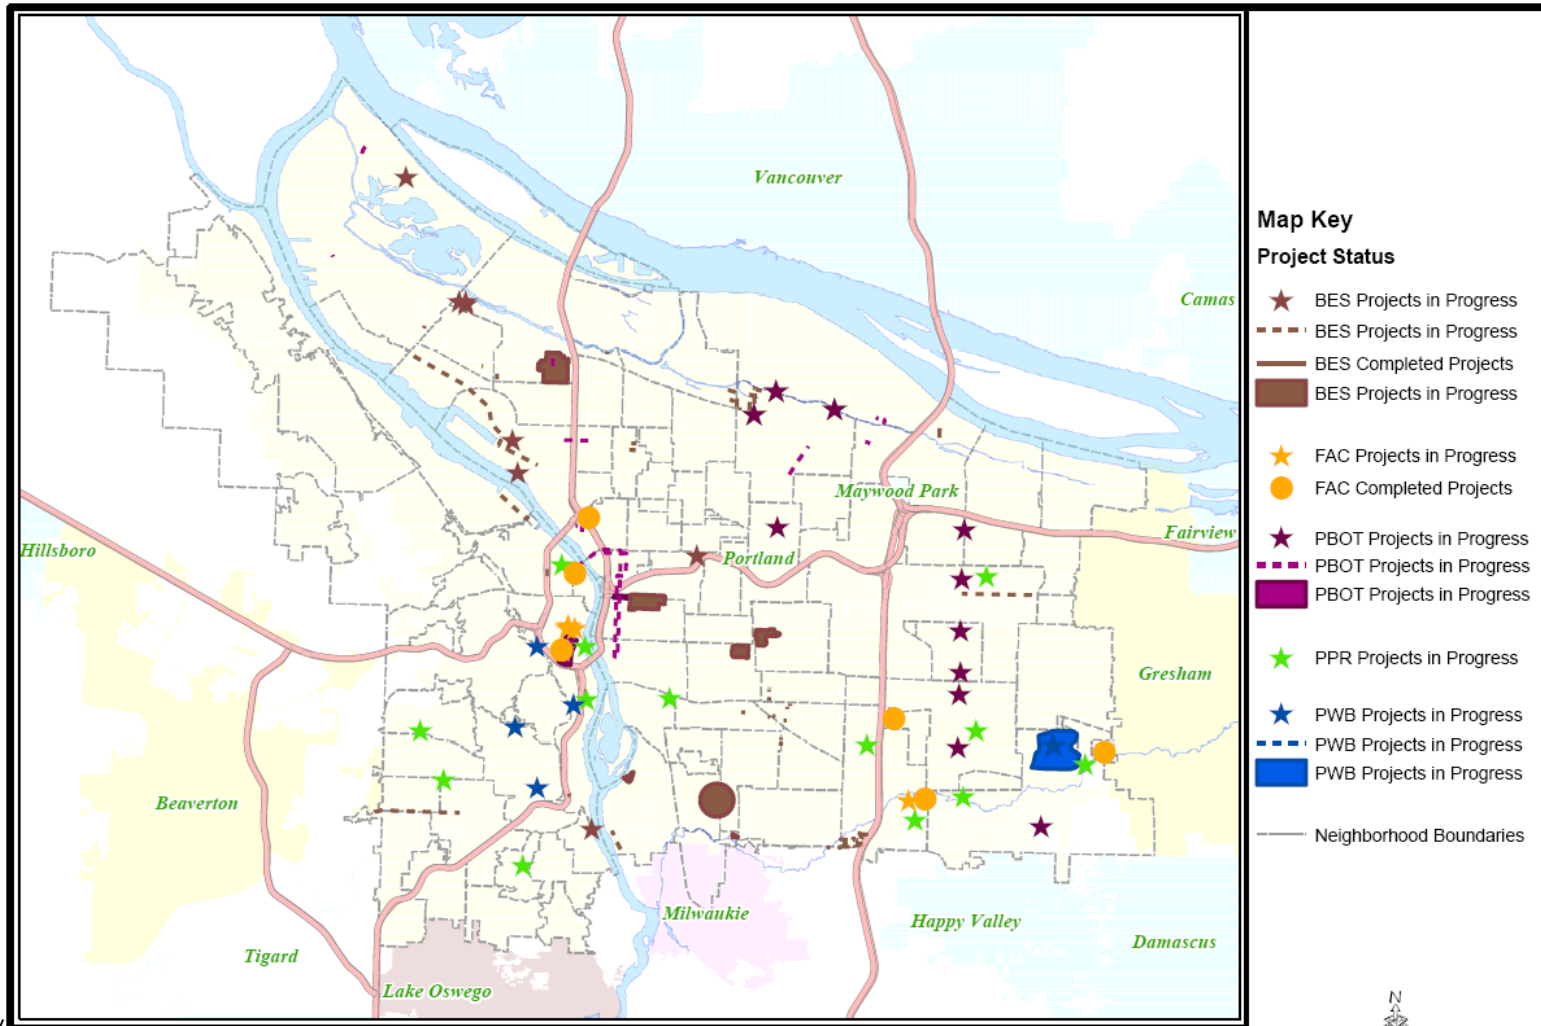 Vancouver
Camas
Maywood Park
Fairview
Hillsboro
Portland
Gresham
Beaverton
Milwaukie
Happy Valley
Damascus
Tigard
Lake Oswego
Map Key
Project Status
BES Projects in Progress
BES Projects in Progress
BES Completed Projects
BES Projects in Progress
FAC Projects in Progress
FAC Completed Projects
PBOT Projects in Progress
PBOT Projects in Progress
PBOT Projects in Progress
PPR Projects in Progress
PWB Projects in Progress
PWB Projects in Progress
PWB Projects in Progress
Neighborhood Boundaries
N